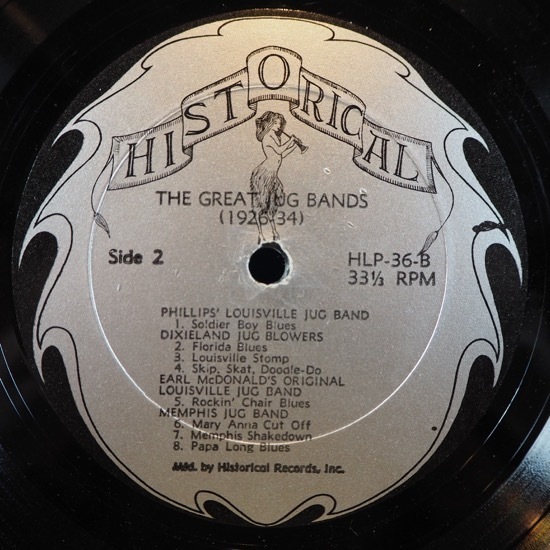 HISTORICAL
THE GREAT JUG BANDS
(1926-34)
Side 2
HLP-36-B
33⅓ RPM
PHILLIPS' LOUISVILLE JUG BAND
1. Soldier Boy Blues
DIXIELAND JUG BLOWERS
2. Florida Blues
3. Louisville Stomp
4. Skip, Skat, Doodle-Do
EARL McDONALD'S ORIGINAL
LOUISVILLE JUG BAND
5. Rockin' Chair Blues
MEMPHIS JUG BAND
6. Mary Anna Cut Off
7. Memphis Shakedown
8. Papa Long Blues
Mfd. by Historical Records, Inc.